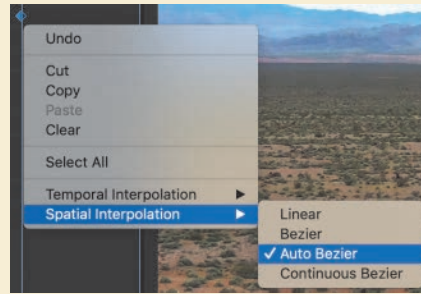 Undo
Cut
Copy
Paste
Clear
Select All
Temporal Interpolation
Spatial Interpolation
Linear
Bezier
Auto Bezier
Continuous Bezier